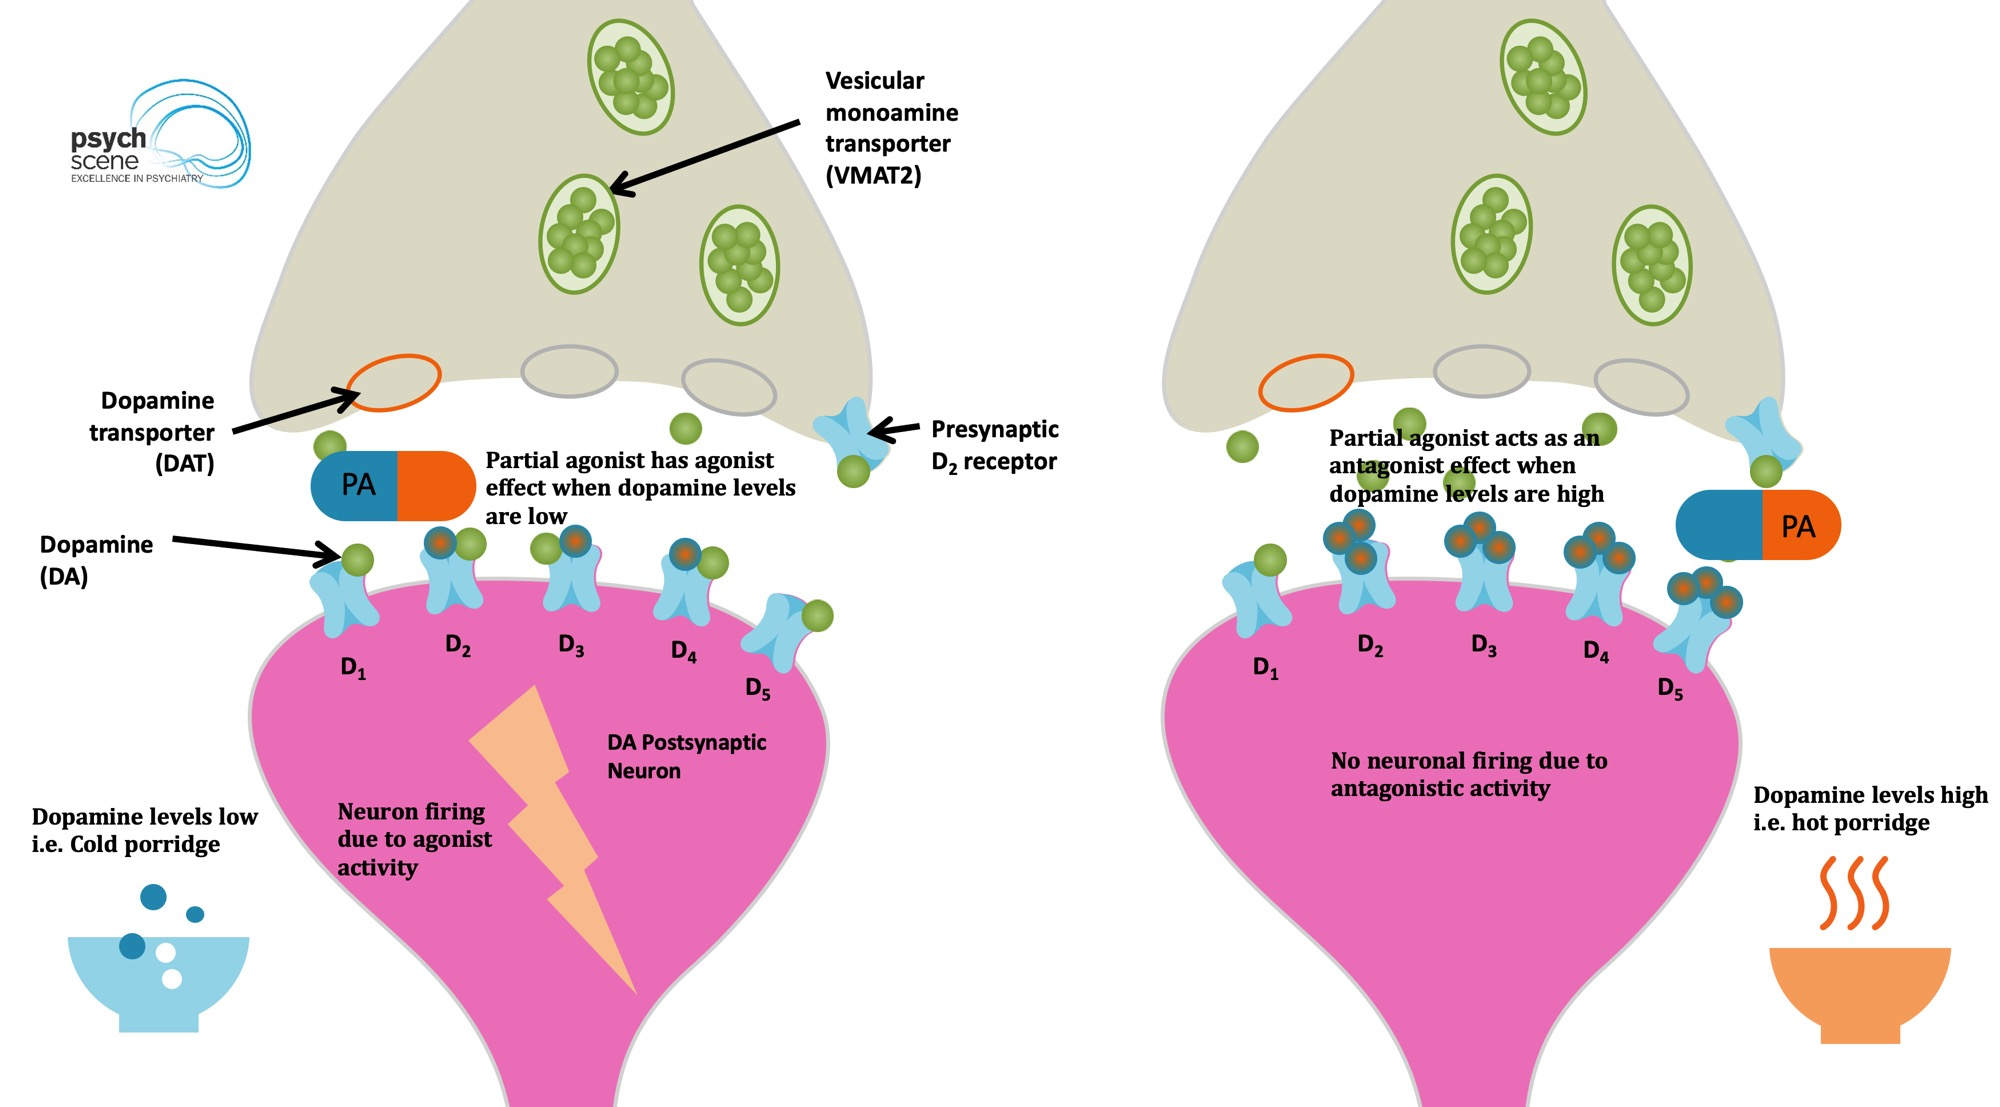 psych
scene
EXCELLENCE IN PSYCHIATRY
Vesicular
monoamine
transporter
(VMAT2)
Dopamine
transporter
(DAT)
Presynaptic
D2 receptor
PA
Partial agonist has agonist
effect when dopamine levels
are low
Dopamine
(DA)
D1
D2
D3
D4
D5
DA Postsynaptic
Neuron
Neuron firing
due to agonist
activity
Dopamine levels low
i.e. Cold porridge
Partial agonist acts as an
antagonist effect when
dopamine levels are high
PA
D1
D2
D3
D4
D5
No neuronal firing due to
antagonistic activity
Dopamine levels high
i.e. hot porridge